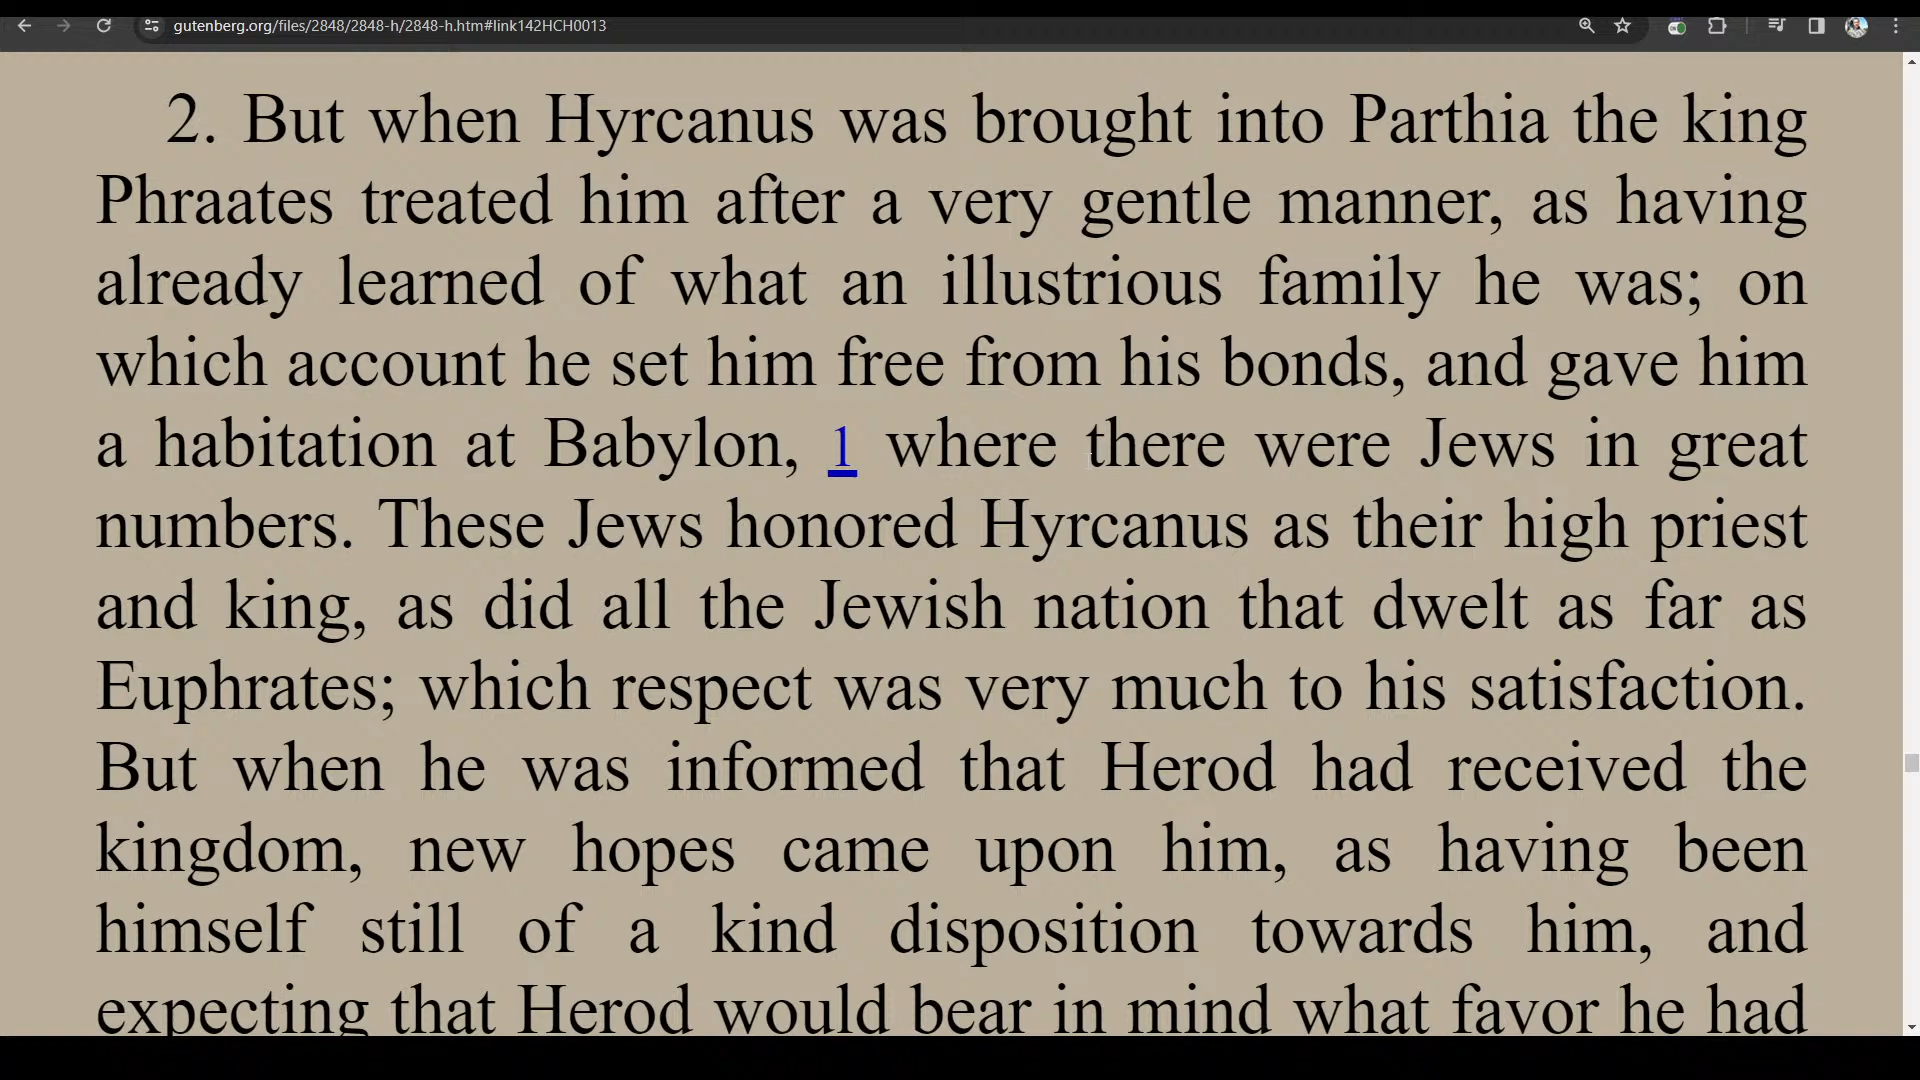 gutenberg.org/files/2848/2848-h/2848-h.htm#link142HCH0013
2. But when Hyrcanus was brought into Parthia the king
Phraates treated him after a very gentle manner, as having
already learned of what an illustrious family he was; on
which account he set him free from his bonds, and gave him
a habitation at Babylon, 1 where there were Jews in great
numbers. These Jews honored Hyrcanus as their high priest
and king, as did all the Jewish nation that dwelt as far as
Euphrates; which respect was very much to his satisfaction.
But when he was informed that Herod had received the
kingdom, new hopes came upon him, as having been
himself still of a kind disposition towards him, and
expecting that Herod would bear in mind what favor he had